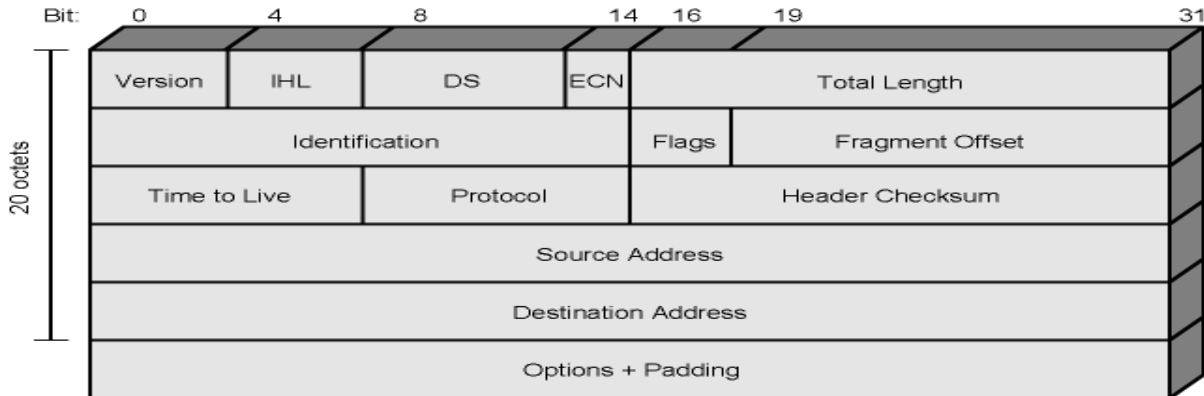 Bit: 0 4 8 14 16 19 31
Version IHL DS ECN Total Length
Identification Flags Fragment Offset
Time to Live Protocol Header Checksum
Source Address
Destination Address
Options + Padding
20 octets